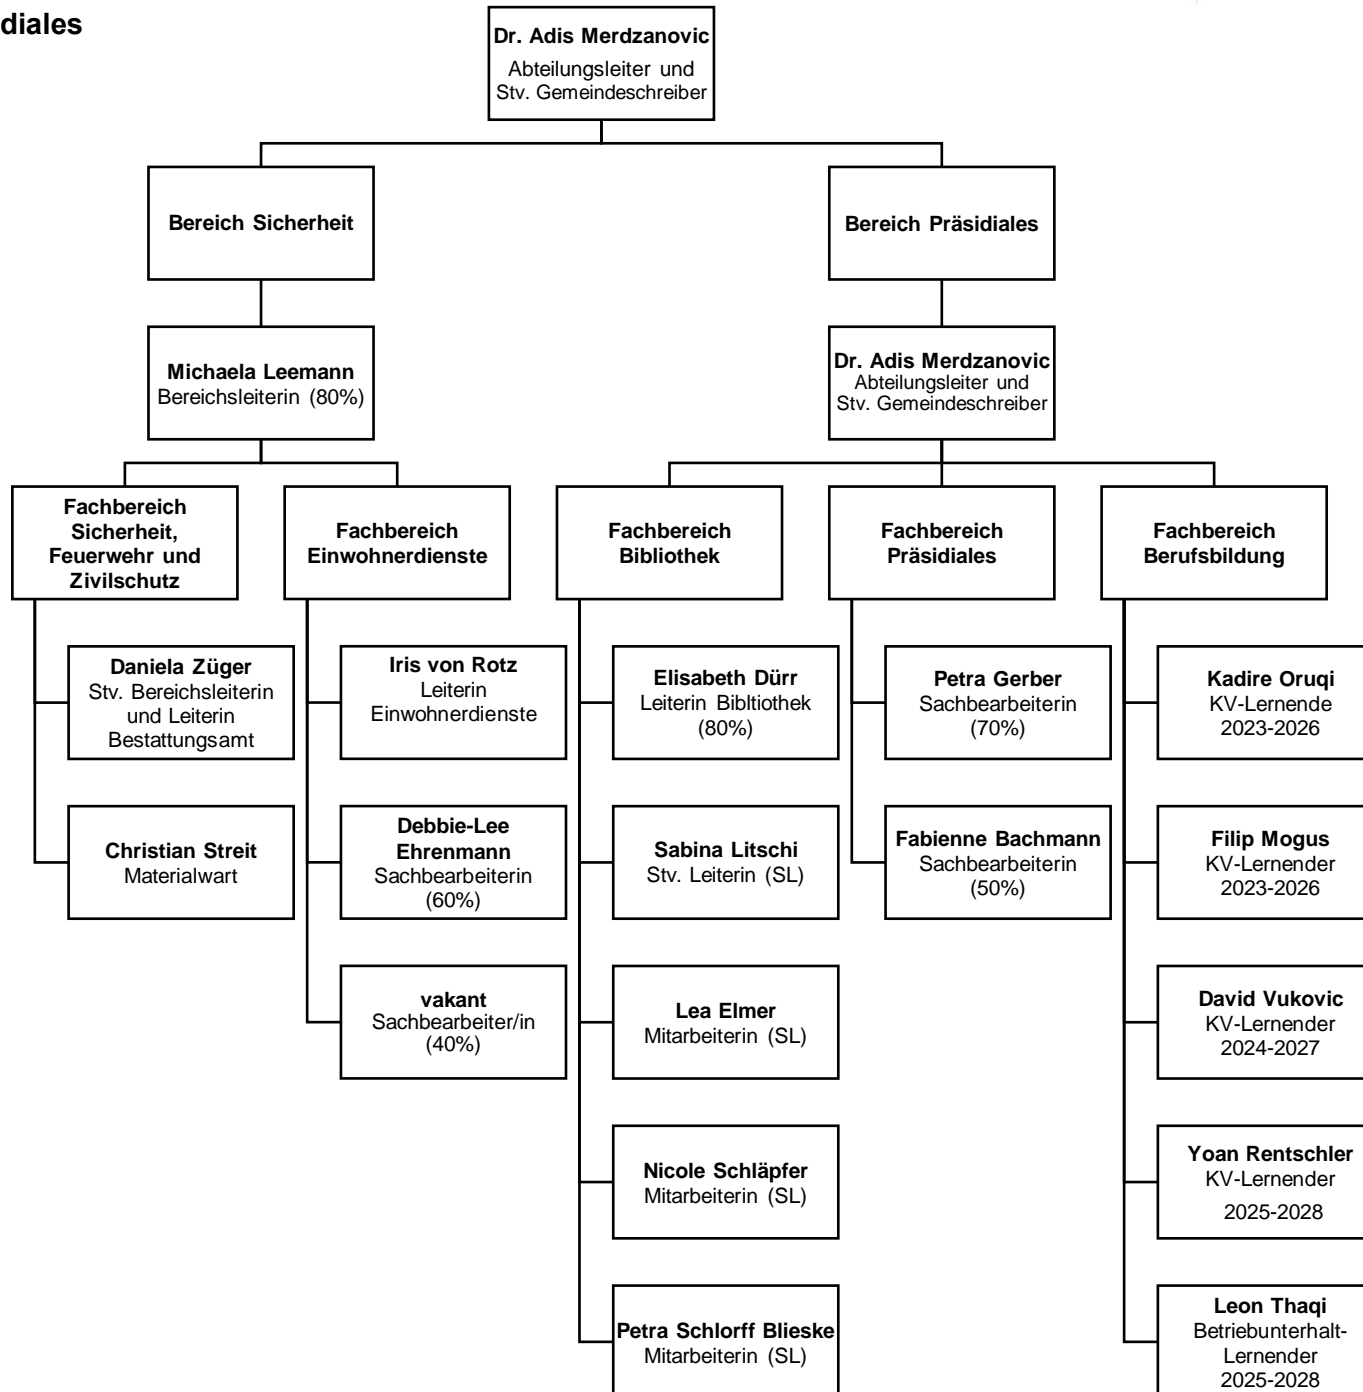 diales
Dr. Adis Merdzanovic
Abteilungsleiter und
Stv. Gemeindeschreiber
Bereich Sicherheit
Bereich Präsidiales
Michaela Leemann
Bereichsleiterin (80%)
Dr. Adis Merdzanovic
Abteilungsleiter und
Stv. Gemeindeschreiber
Fachbereich
Sicherheit,
Feuerwehr und
Zivilschutz
Fachbereich
Einwohnerdienste
Fachbereich
Bibliothek
Fachbereich
Präsidiales
Fachbereich
Berufsbildung
Daniela Züger
Stv. Bereichsleiterin
und Leiterin
Bestattungsamt
Iris von Rotz
Leiterin
Einwohnerdienste
Elisabeth Dürr
Leiterin Bibltiothek
(80%)
Petra Gerber
Sachbearbeiterin
(70%)
Kadire Oruqi
KV-Lernende
2023-2026
Christian Streit
Materialwart
Debbie-Lee
Ehrenmann
Sachbearbeiterin
(60%)
Sabina Litschi
Stv. Leiterin (SL)
Fabienne Bachmann
Sachbearbeiterin
(50%)
Filip Mogus
KV-Lernender
2023-2026
vakant
Sachbearbeiter/in
(40%)
Lea Elmer
Mitarbeiterin (SL)
David Vukovic
KV-Lernender
2024-2027
Nicole Schläpfer
Mitarbeiterin (SL)
Yoan Rentschler
KV-Lernender
2025-2028
Petra Schlorff Blieske
Mitarbeiterin (SL)
Leon Thaqi
Betriebunterhalt-
Lernender
2025-2028